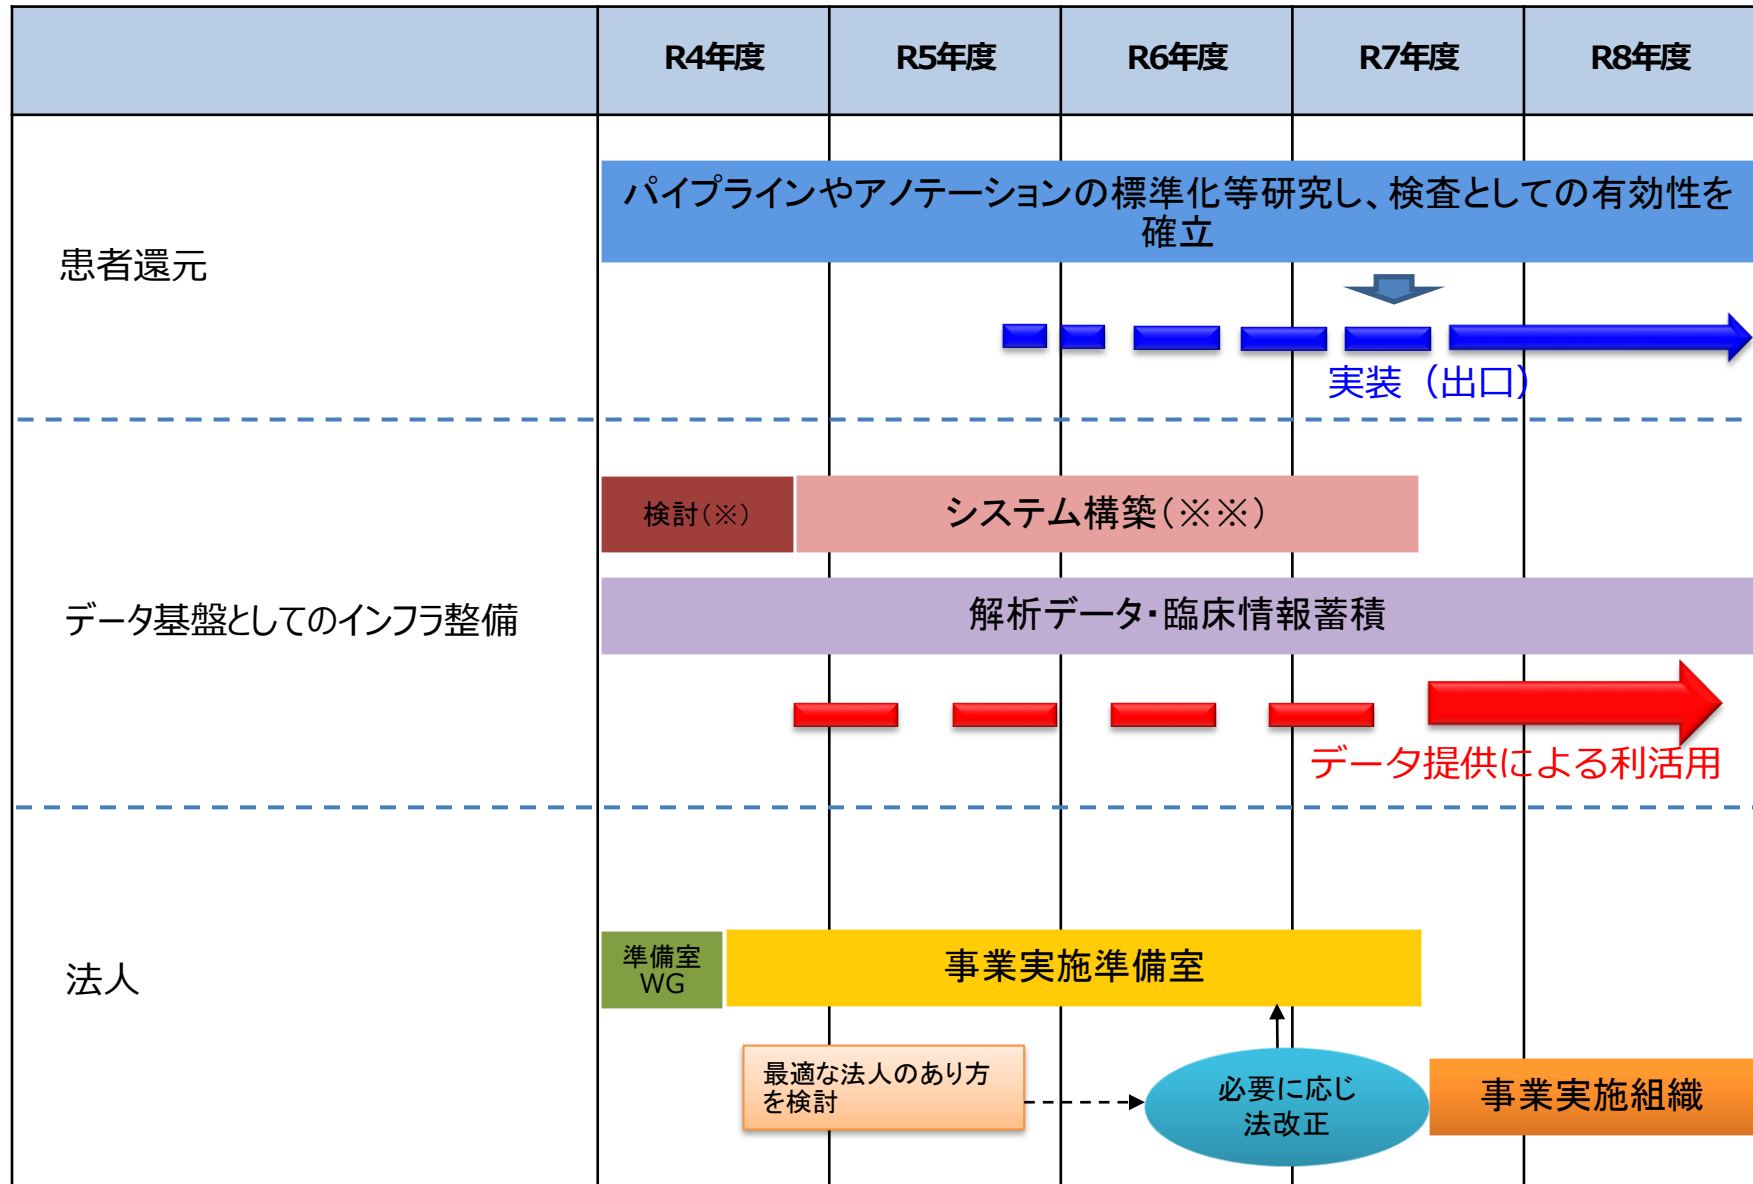 R4年度 R5年度 R6年度 R7年度 R8年度
患者還元
パイプラインやアノテーションの標準化等研究し、検査としての有効性を
確立
実装（出口）
データ基盤としてのインフラ整備
検討（※）
システム構築（※※）
解析データ・臨床情報蓄積
データ提供による利活用
法人
準備室
WG
事業実施準備室
最適な法人のあり方
を検討
必要に応じ
法改正
事業実施組織